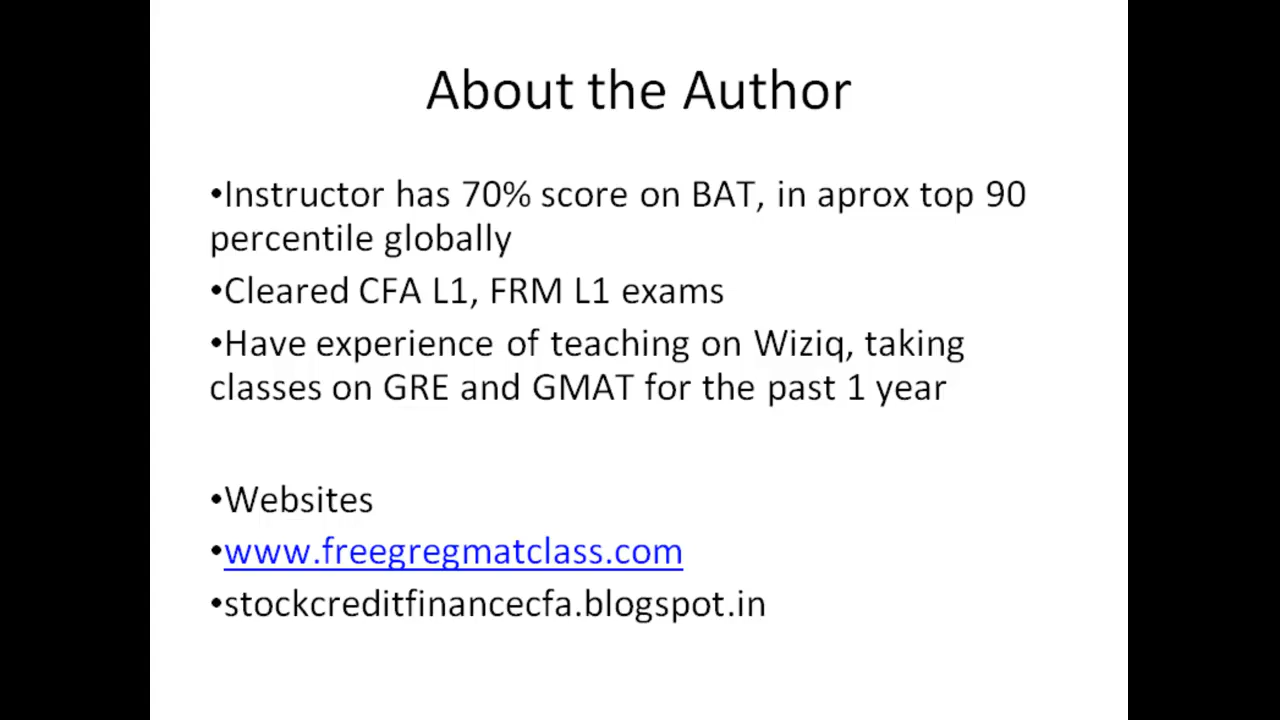 About the Author
•Instructor has 70% score on BAT, in aprox top 90
percentile globally
•Cleared CFA L1, FRM L1 exams
•Have experience of teaching on Wiziq, taking
classes on GRE and GMAT for the past 1 year
•Websites
•www.freegregmatclass.com
•stockcreditfinancecfa.blogspot.in